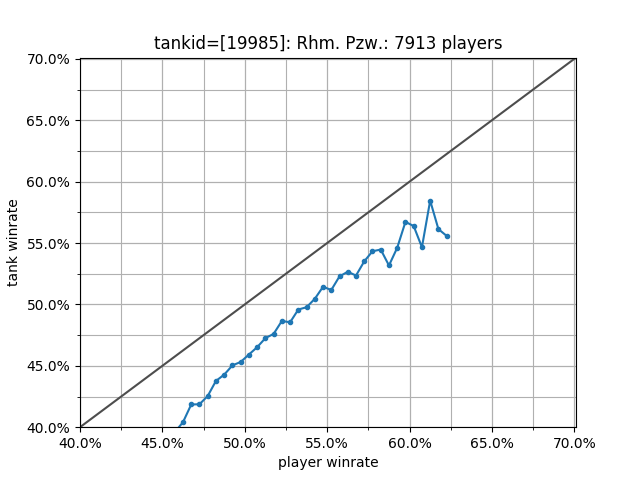 tankid=[19985]: Rhm. Pzw.: 7913 players
70.0%
65.0%
60.0%
55.0%
50.0%
45.0%
40.0%
tank winrate
40.0% 45.0% 50.0% 55.0% 60.0% 65.0% 70.0%
player winrate